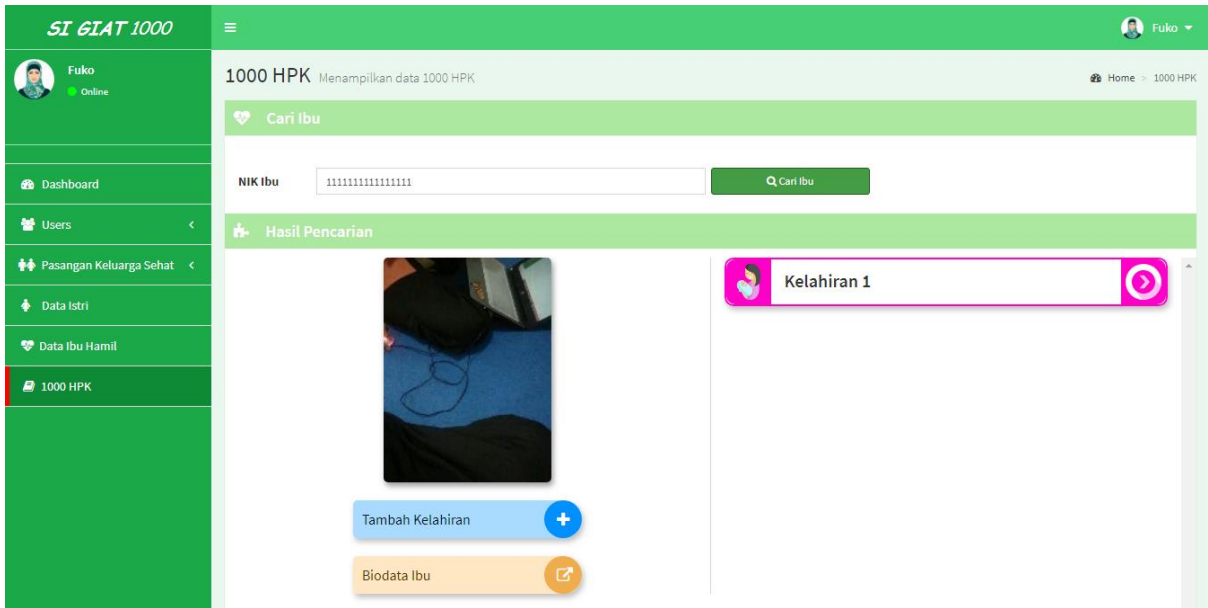 SI GIAT 1000
Fuko
Fuko
Online
1000 HPK Menampilkan data 1000 HPK
Home > 1000 HPK
Cari Ibu
NIK Ibu
1111111111111111
Cari Ibu
Hasil Pencarian
Dashboard
Users
Pasangan Keluarga Sehat
Data Istri
Data Ibu Hamil
1000 HPK
Kelahiran 1
Tambah Kelahiran
Biodata Ibu